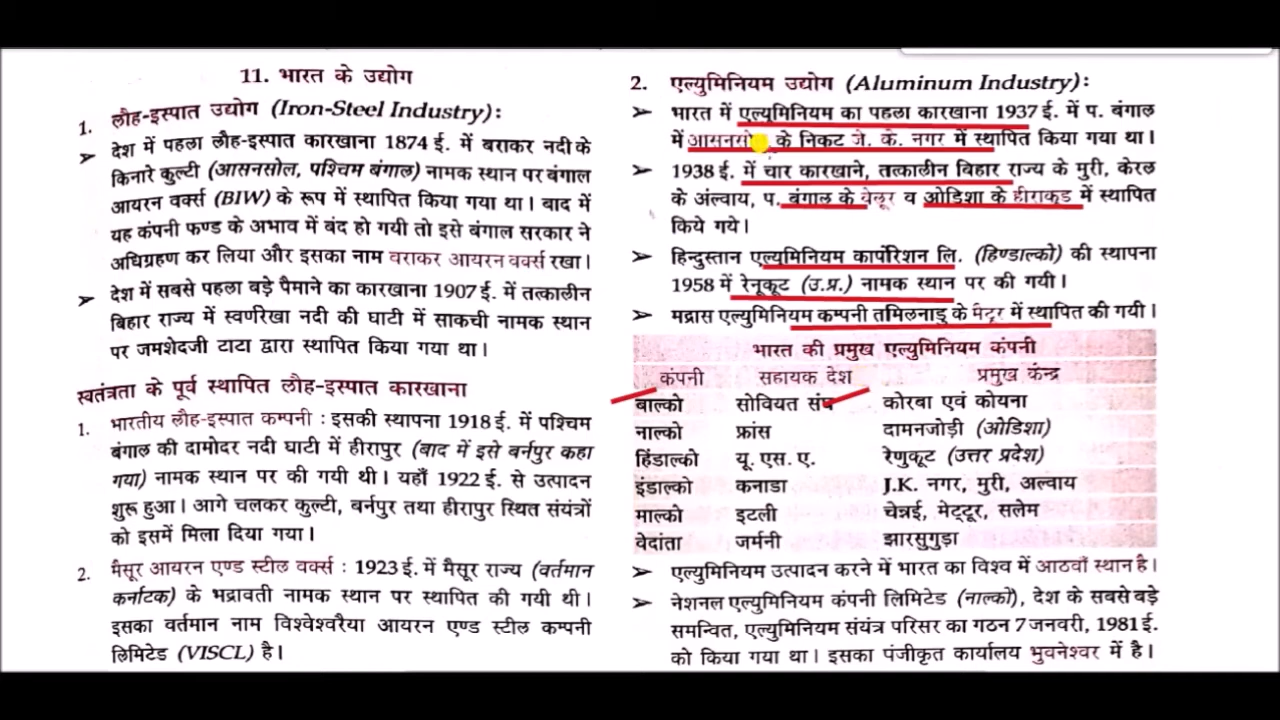 11. भारत के उद्योग
1. लौह-इस्पात उद्योग (Iron-Steel Industry) :
➤ देश में पहला लौह-इस्पात कारखाना 1874 ई. में बराकर नदी के
किनारे कुल्टी (आसनसोल, पश्चिम बंगाल) नामक स्थान पर बंगाल
आयरन वर्क्स (BIW) के रूप में स्थापित किया गया था। बाद में
यह कंपनी फण्ड के अभाव में बंद हो गयी तो इसे बंगाल सरकार ने
अधिग्रहण कर लिया और इसका नाम वराकर आयरन वर्क्स रखा।
➤ देश में सबसे पहला बड़े पैमाने का कारखाना 1907 ई. में तत्कालीन
बिहार राज्य में स्वर्णरेखा नदी की घाटी में साकची नामक स्थान
पर जमशेदजी टाटा द्वारा स्थापित किया गया था।
स्वतंत्रता के पूर्व स्थापित लौह-इस्पात कारखाना
1. भारतीय लौह-इस्पात कम्पनी : इसकी स्थापना 1918 ई. में पश्चिम
बंगाल की दामोदर नदी घाटी में हीरापुर (बाद में इसे बर्नपुर कहा
गया) नामक स्थान पर की गयी थी। यहाँ 1922 ई. से उत्पादन
शुरू हुआ। आगे चलकर कुल्टी, बर्नपुर तथा हीरापुर स्थित संयंत्रों
को इसमें मिला दिया गया।
2. मैसूर आयरन एण्ड स्टील वर्क्स : 1923 ई. में मैसूर राज्य (वर्तमान
कर्नाटक) के भद्रावती नामक स्थान पर स्थापित की गयी थी।
इसका वर्तमान नाम विश्वेश्वरैया आयरन एण्ड स्टील कम्पनी
लिमिटेड (VISCL) है।
2. एल्युमिनियम उद्योग (Aluminum Industry) :
➤ भारत में एल्युमिनियम का पहला कारखाना 1937 ई. में प. बंगाल
में आसनसोल के निकट जे. के. नगर में स्थापित किया गया था।
➤ 1938 ई. में चार कारखाने, तत्कालीन बिहार राज्य के मुरी, केरल
के अंल्वाय, प. बंगाल के वेलूर व ओडिशा के हीराकुड में स्थापित
किये गये।
➤ हिन्दुस्तान एल्युमिनियम कार्पोरेशन लि. (हिण्डाल्को) की स्थापना
1958 में रेनूकूट (उ.प्र.) नामक स्थान पर की गयी।
➤ मद्रास एल्युमिनियम कम्पनी तमिलनाडु के मैटूर में स्थापित की गयी।
भारत की प्रमुख एल्युमिनियम कंपनी
कंपनी सहायक देश प्रमुख केंन्द्र
बाल्को सोवियत संघ कोरबा एवं कोयना
नाल्को फ्रांस दामनजोड़ी (ओडिशा)
हिंडाल्को यू. एस. ए. रेणुकूट (उत्तर प्रदेश)
इंडाल्को कनाडा J.K. नगर, मुरी, अल्वाय
माल्को इटली चेन्नई, मेट्टूर, सलेम
वेदांता जर्मनी झारसुगुड़ा
➤ एल्युमिनियम उत्पादन करने में भारत का विश्व में आठवाँ स्थान है।
➤ नेशनल एल्युमिनियम कंपनी लिमिटेड (नाल्को), देश के सबसे बड़े
समन्वित, एल्युमिनियम संयंत्र परिसर का गठन 7 जनवरी, 1981 ई.
को किया गया था। इसका पंजीकृत कार्यालय भुवनेश्वर में है।